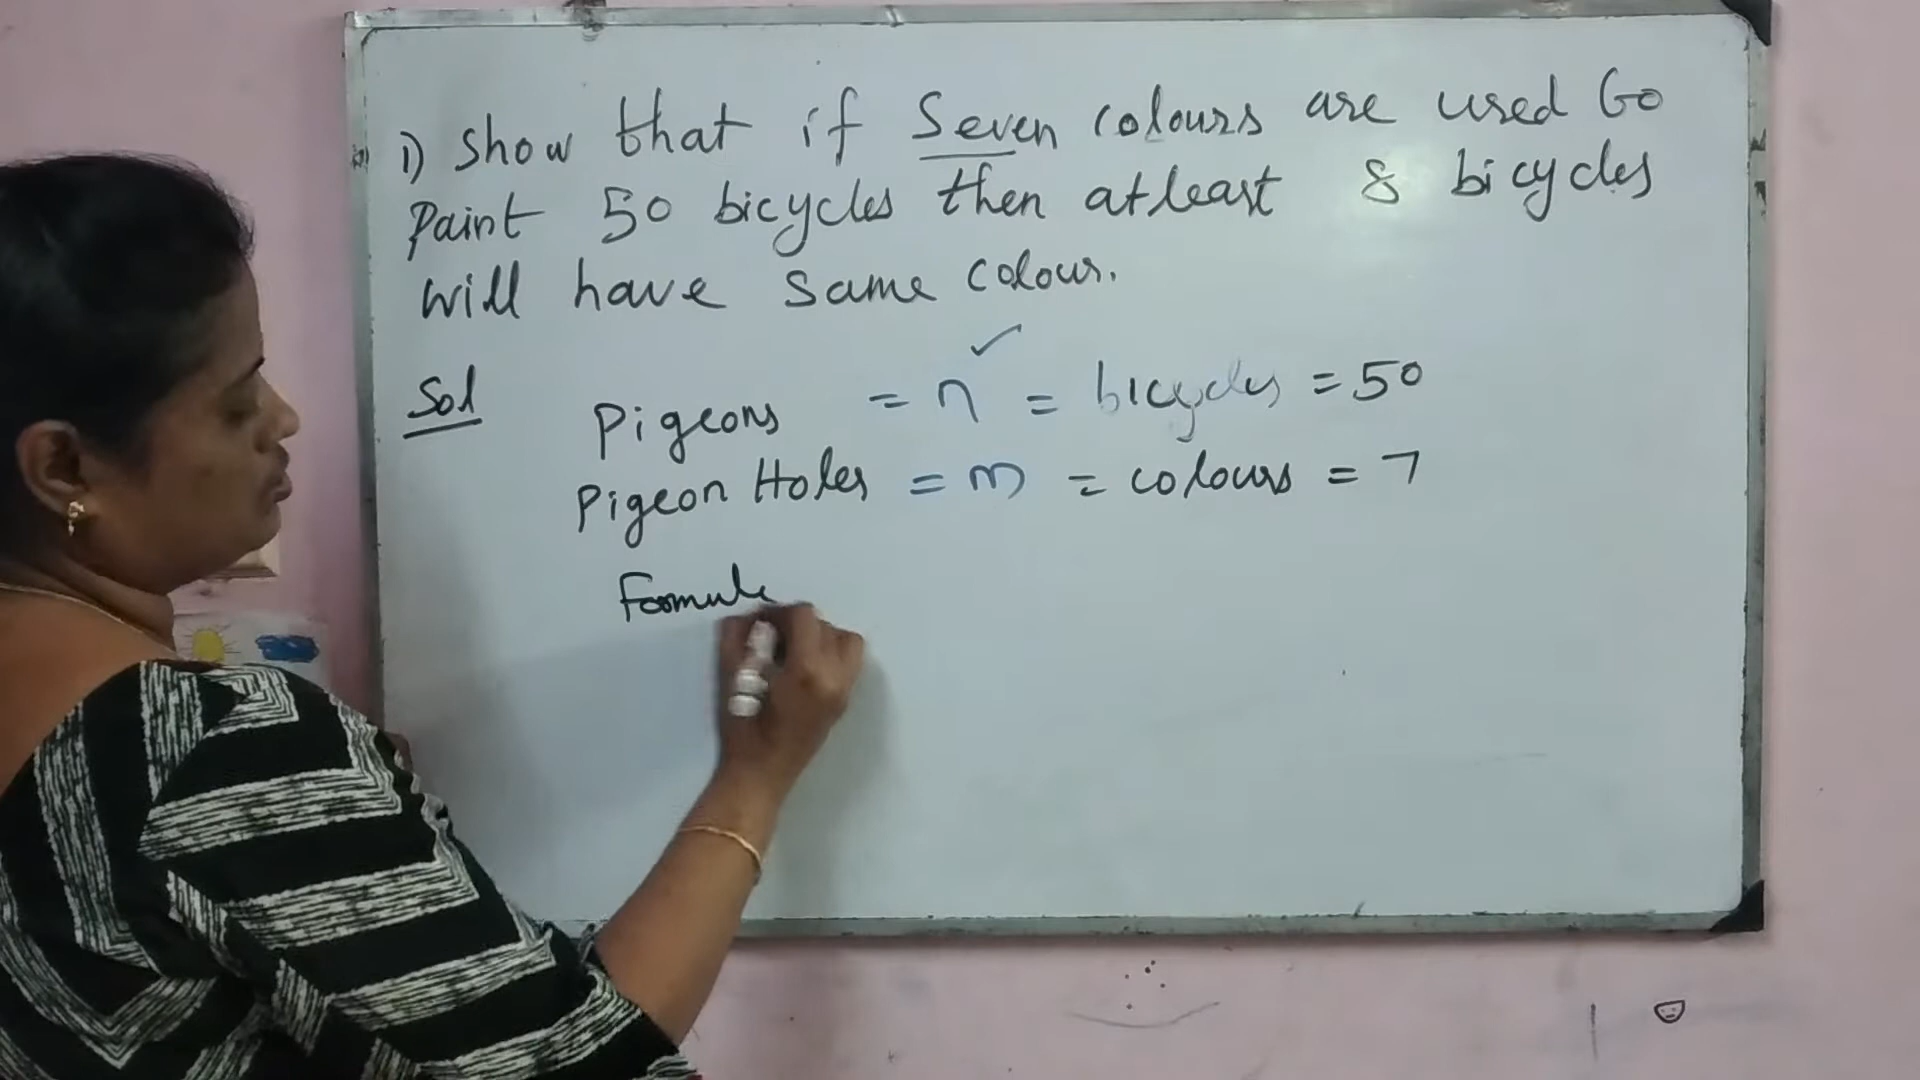 1) Show that if Seven colours are used to
paint 50 bicycles then atleast 8 bicycles
will have same colour.
Sol Pigeons = n ✓ = bicycles = 50
Pigeon Holes = m = colours = 7
Formula